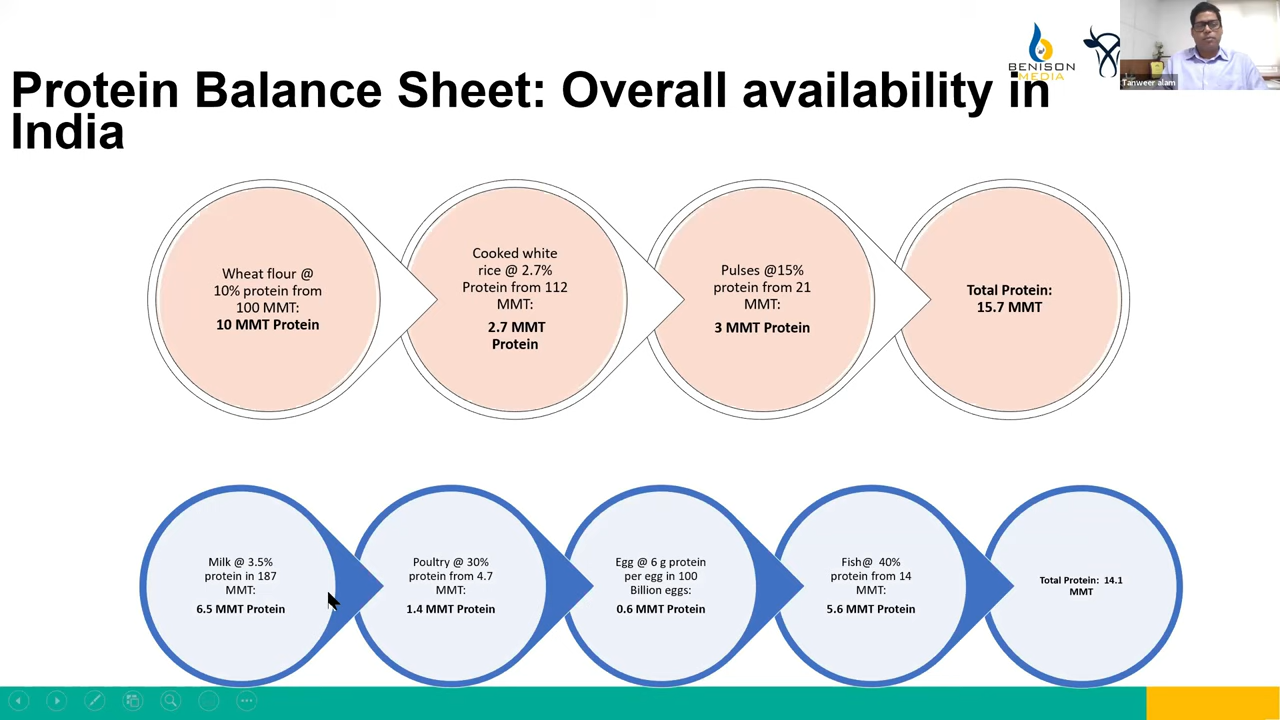 BENISON
MEDIA
Tanweer alam
Protein Balance Sheet: Overall availability in
India
Wheat flour @
10% protein from
100 MMT:
10 MMT Protein
Cooked white
rice @ 2.7%
Protein from 112
MMT:
2.7 MMT
Protein
Pulses @15%
protein from 21
MMT:
3 MMT Protein
Total Protein:
15.7 MMT
Milk @ 3.5%
protein in 187
MMT:
6.5 MMT Protein
Poultry @ 30%
protein from 4.7
MMT:
1.4 MMT Protein
Egg @ 6 g protein
per egg in 100
Billion eggs:
0.6 MMT Protein
Fish@  40%
protein from 14
MMT:
5.6 MMT Protein
Total Protein:  14.1
MMT